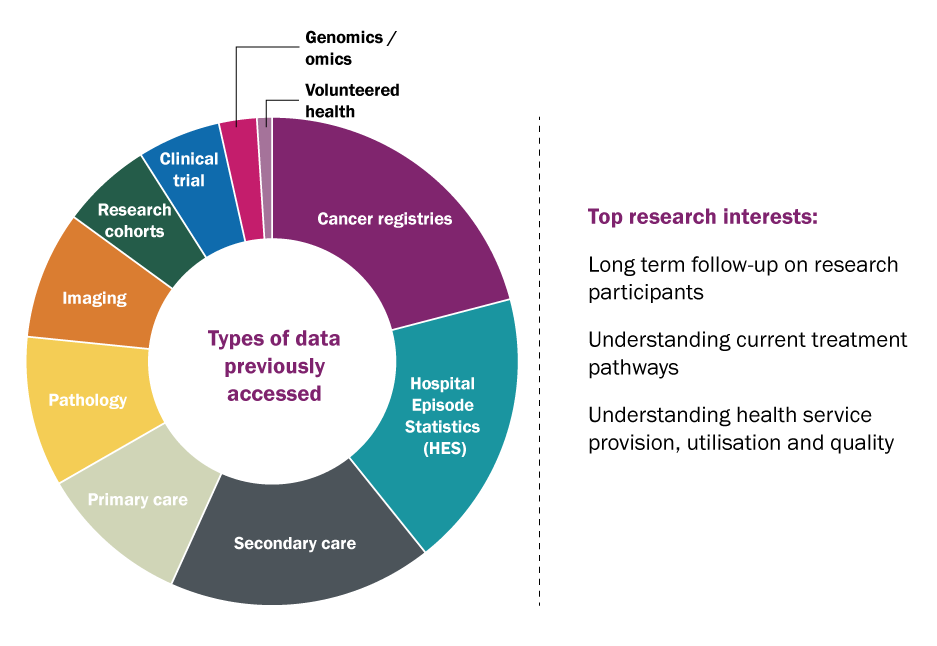 Genomics /
omics
Volunteered
health
Clinical
trial
Cancer registries
Research
cohorts
Imaging
Types of data
previously
accessed
Hospital
Episode
Statistics
(HES)
Pathology
Primary care
Secondary care
Top research interests:
Long term follow-up on research
participants
Understanding current treatment
pathways
Understanding health service
provision, utilisation and quality